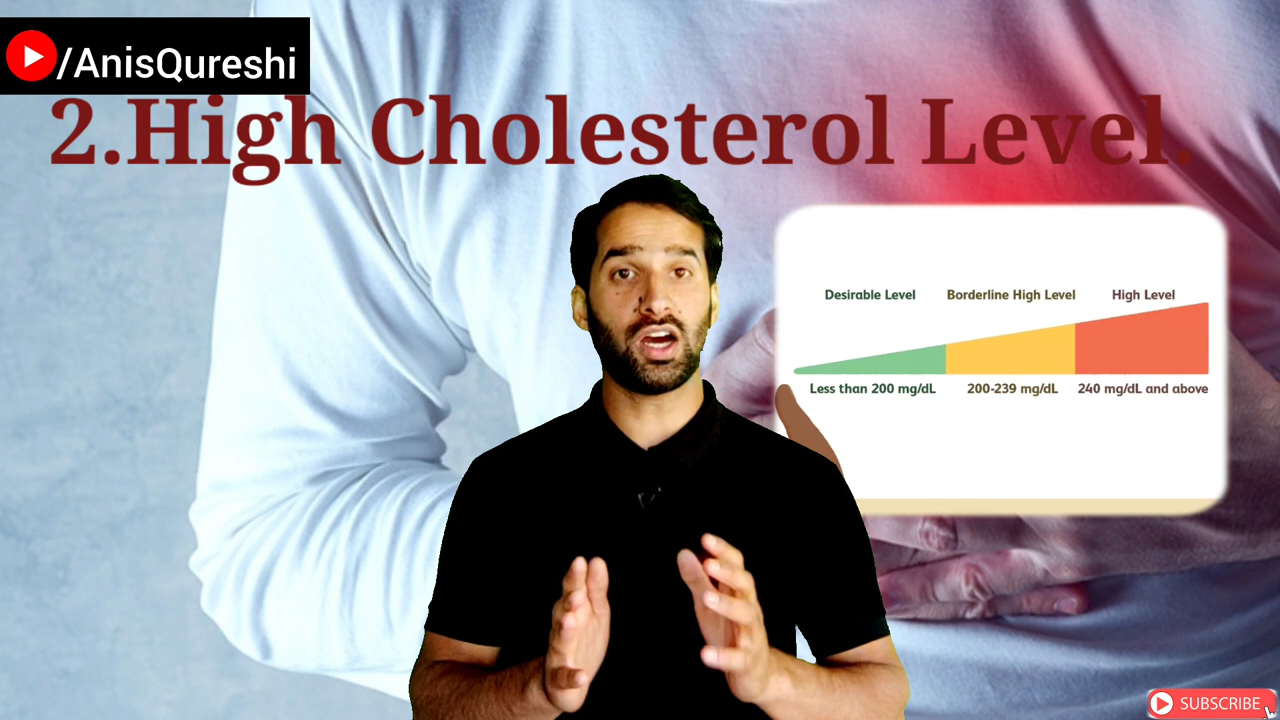 /AnisQureshi
2.High Cholesterol Level.
Desirable Level Borderline High Level High Level
Less than 200 mg/dL 200-239 mg/dL 240 mg/dL and above
SUBSCRIBE